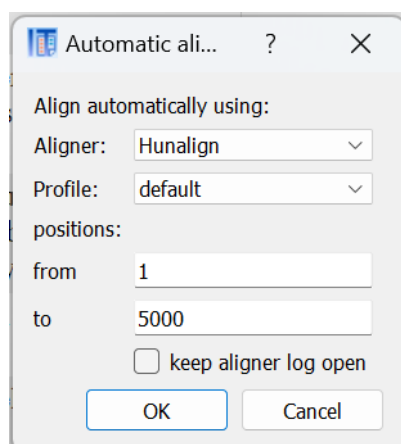 Automatic ali... ?
Align automatically using:
Aligner: Hunalign
Profile: default
positions:
from 1
to 5000
keep aligner log open
OK Cancel